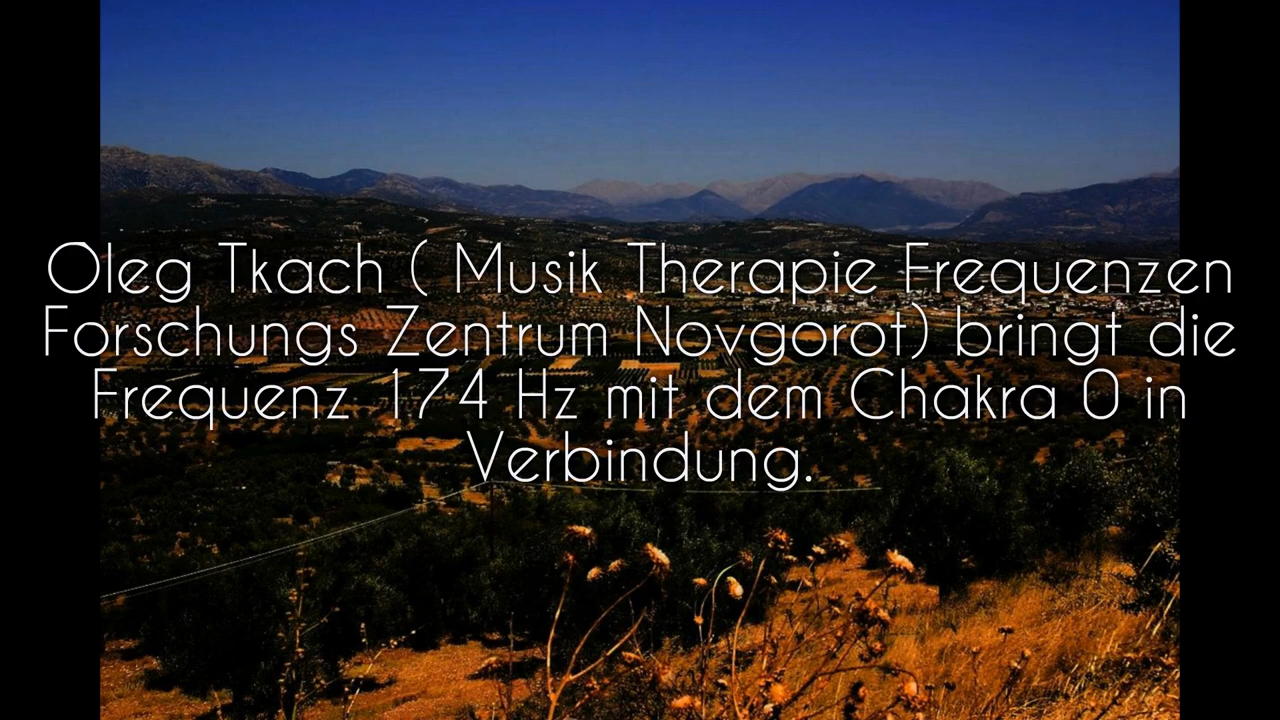 Oleg Tkach ( Musik Therapie Frequenzen
Forschungs Zentrum Novgorot) bringt die
Frequenz 174 Hz mit dem Chakra 0 in
Verbindung.